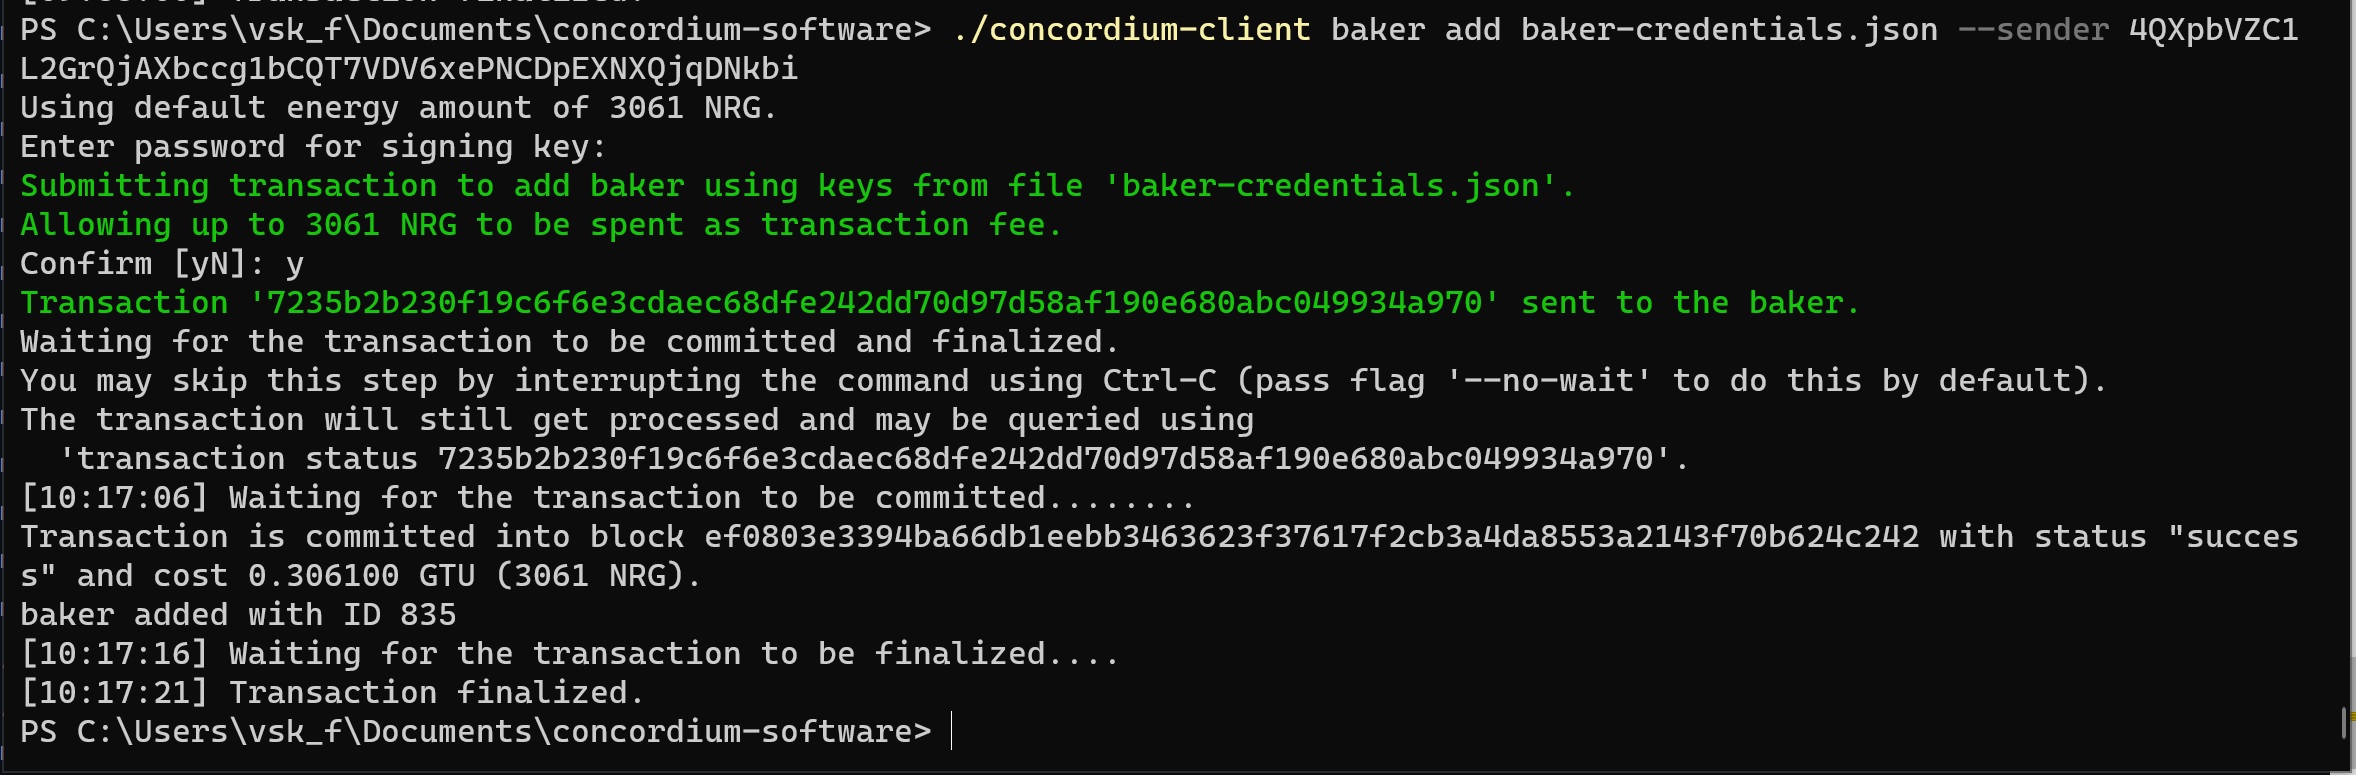 PS C:\Users\vsk_f\Documents\concordium-software> ./concordium-client baker add baker-credentials.json --sender 4QXpbVZC1
L2GrQjAXbccg1bCQT7VDV6xePNCDpEXNXQjqDNkbi
Using default energy amount of 3061 NRG.
Enter password for signing key:
Submitting transaction to add baker using keys from file 'baker-credentials.json'.
Allowing up to 3061 NRG to be spent as transaction fee.
Confirm [yN]: y
Transaction '7235b2b230f19c6f6e3cdaec68dfe242dd70d97d58af190e680abc049934a970' sent to the baker.
Waiting for the transaction to be committed and finalized.
You may skip this step by interrupting the command using Ctrl-C (pass flag '--no-wait' to do this by default).
The transaction will still get processed and may be queried using
  'transaction status 7235b2b230f19c6f6e3cdaec68dfe242dd70d97d58af190e680abc049934a970'.
[10:17:06] Waiting for the transaction to be committed........
Transaction is committed into block ef0803e3394ba66db1eebb3463623f37617f2cb3a4da8553a2143f70b624c242 with status "succes
s" and cost 0.306100 GTU (3061 NRG).
baker added with ID 835
[10:17:16] Waiting for the transaction to be finalized....
[10:17:21] Transaction finalized.
PS C:\Users\vsk_f\Documents\concordium-software>